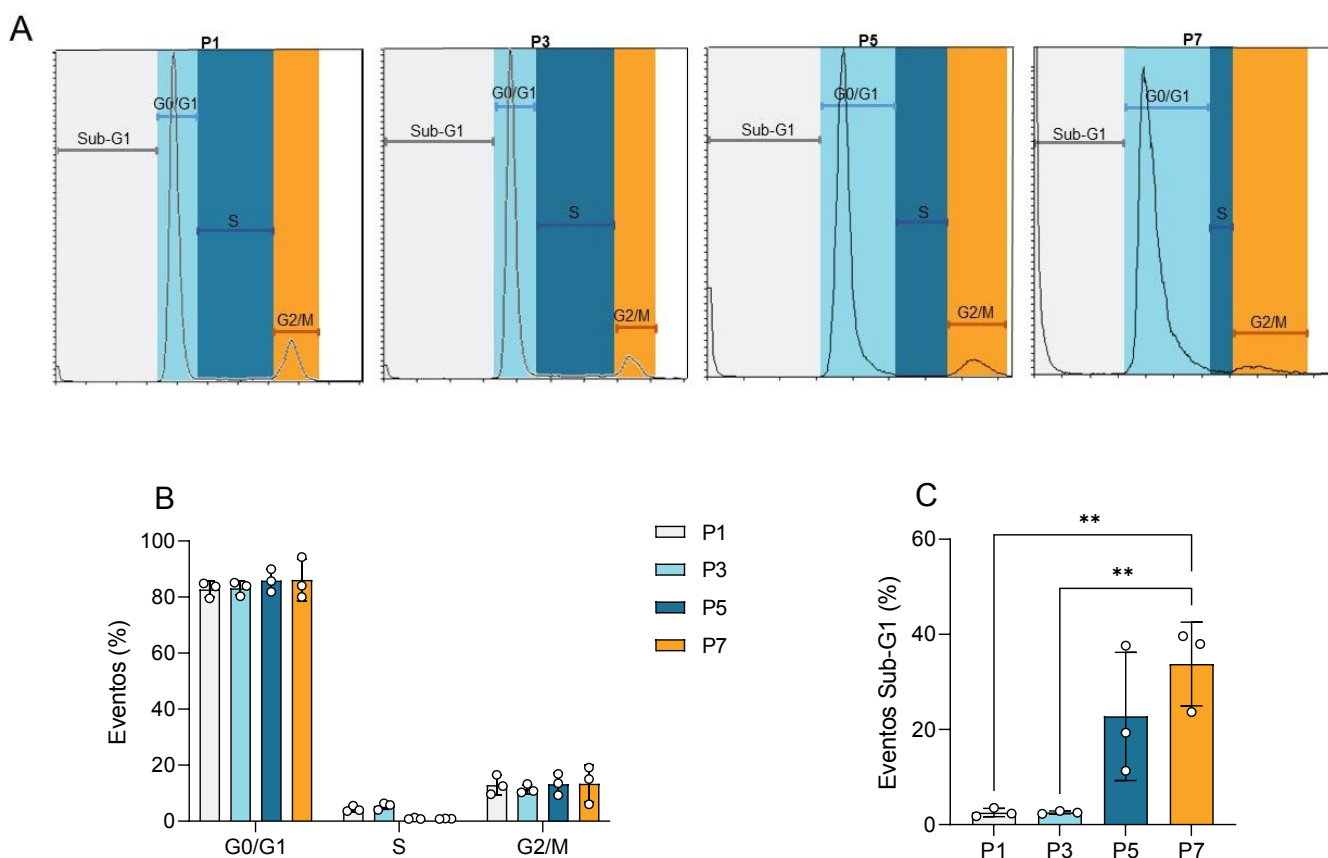 A
P1
P3
P5
P7
G0/G1
Sub-G1
S
G2/M
G0/G1
Sub-G1
S
G2/M
G0/G1
Sub-G1
S
G2/M
G0/G1
Sub-G1
S
G2/M
B
Eventos (%)
100
80
60
40
20
0
G0/G1
S
G2/M
P1
P3
P5
P7
C
Eventos Sub-G1 (%)
60
40
20
0
**
**
P1
P3
P5
P7